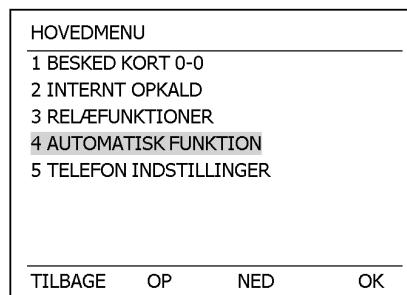 HOVEDMENU
1 BESKED KORT 0-0
2 INTERNT OPKALD
3 RELÆFUNKTIONER
4 AUTOMATISK FUNKTION
5 TELEFON INDSTILLINGER
TILBAGE OP NED OK